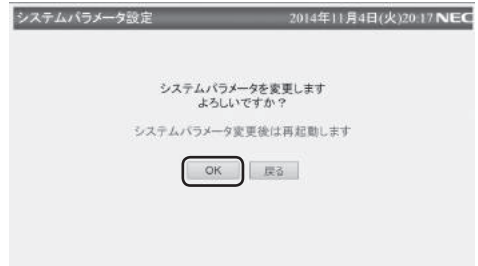 システムパラメータ設定 2014年11月4日(火)20:17 NEC
システムパラメータを変更します
よろしいですか？
システムパラメータ変更後は再起動します
OK 戻る